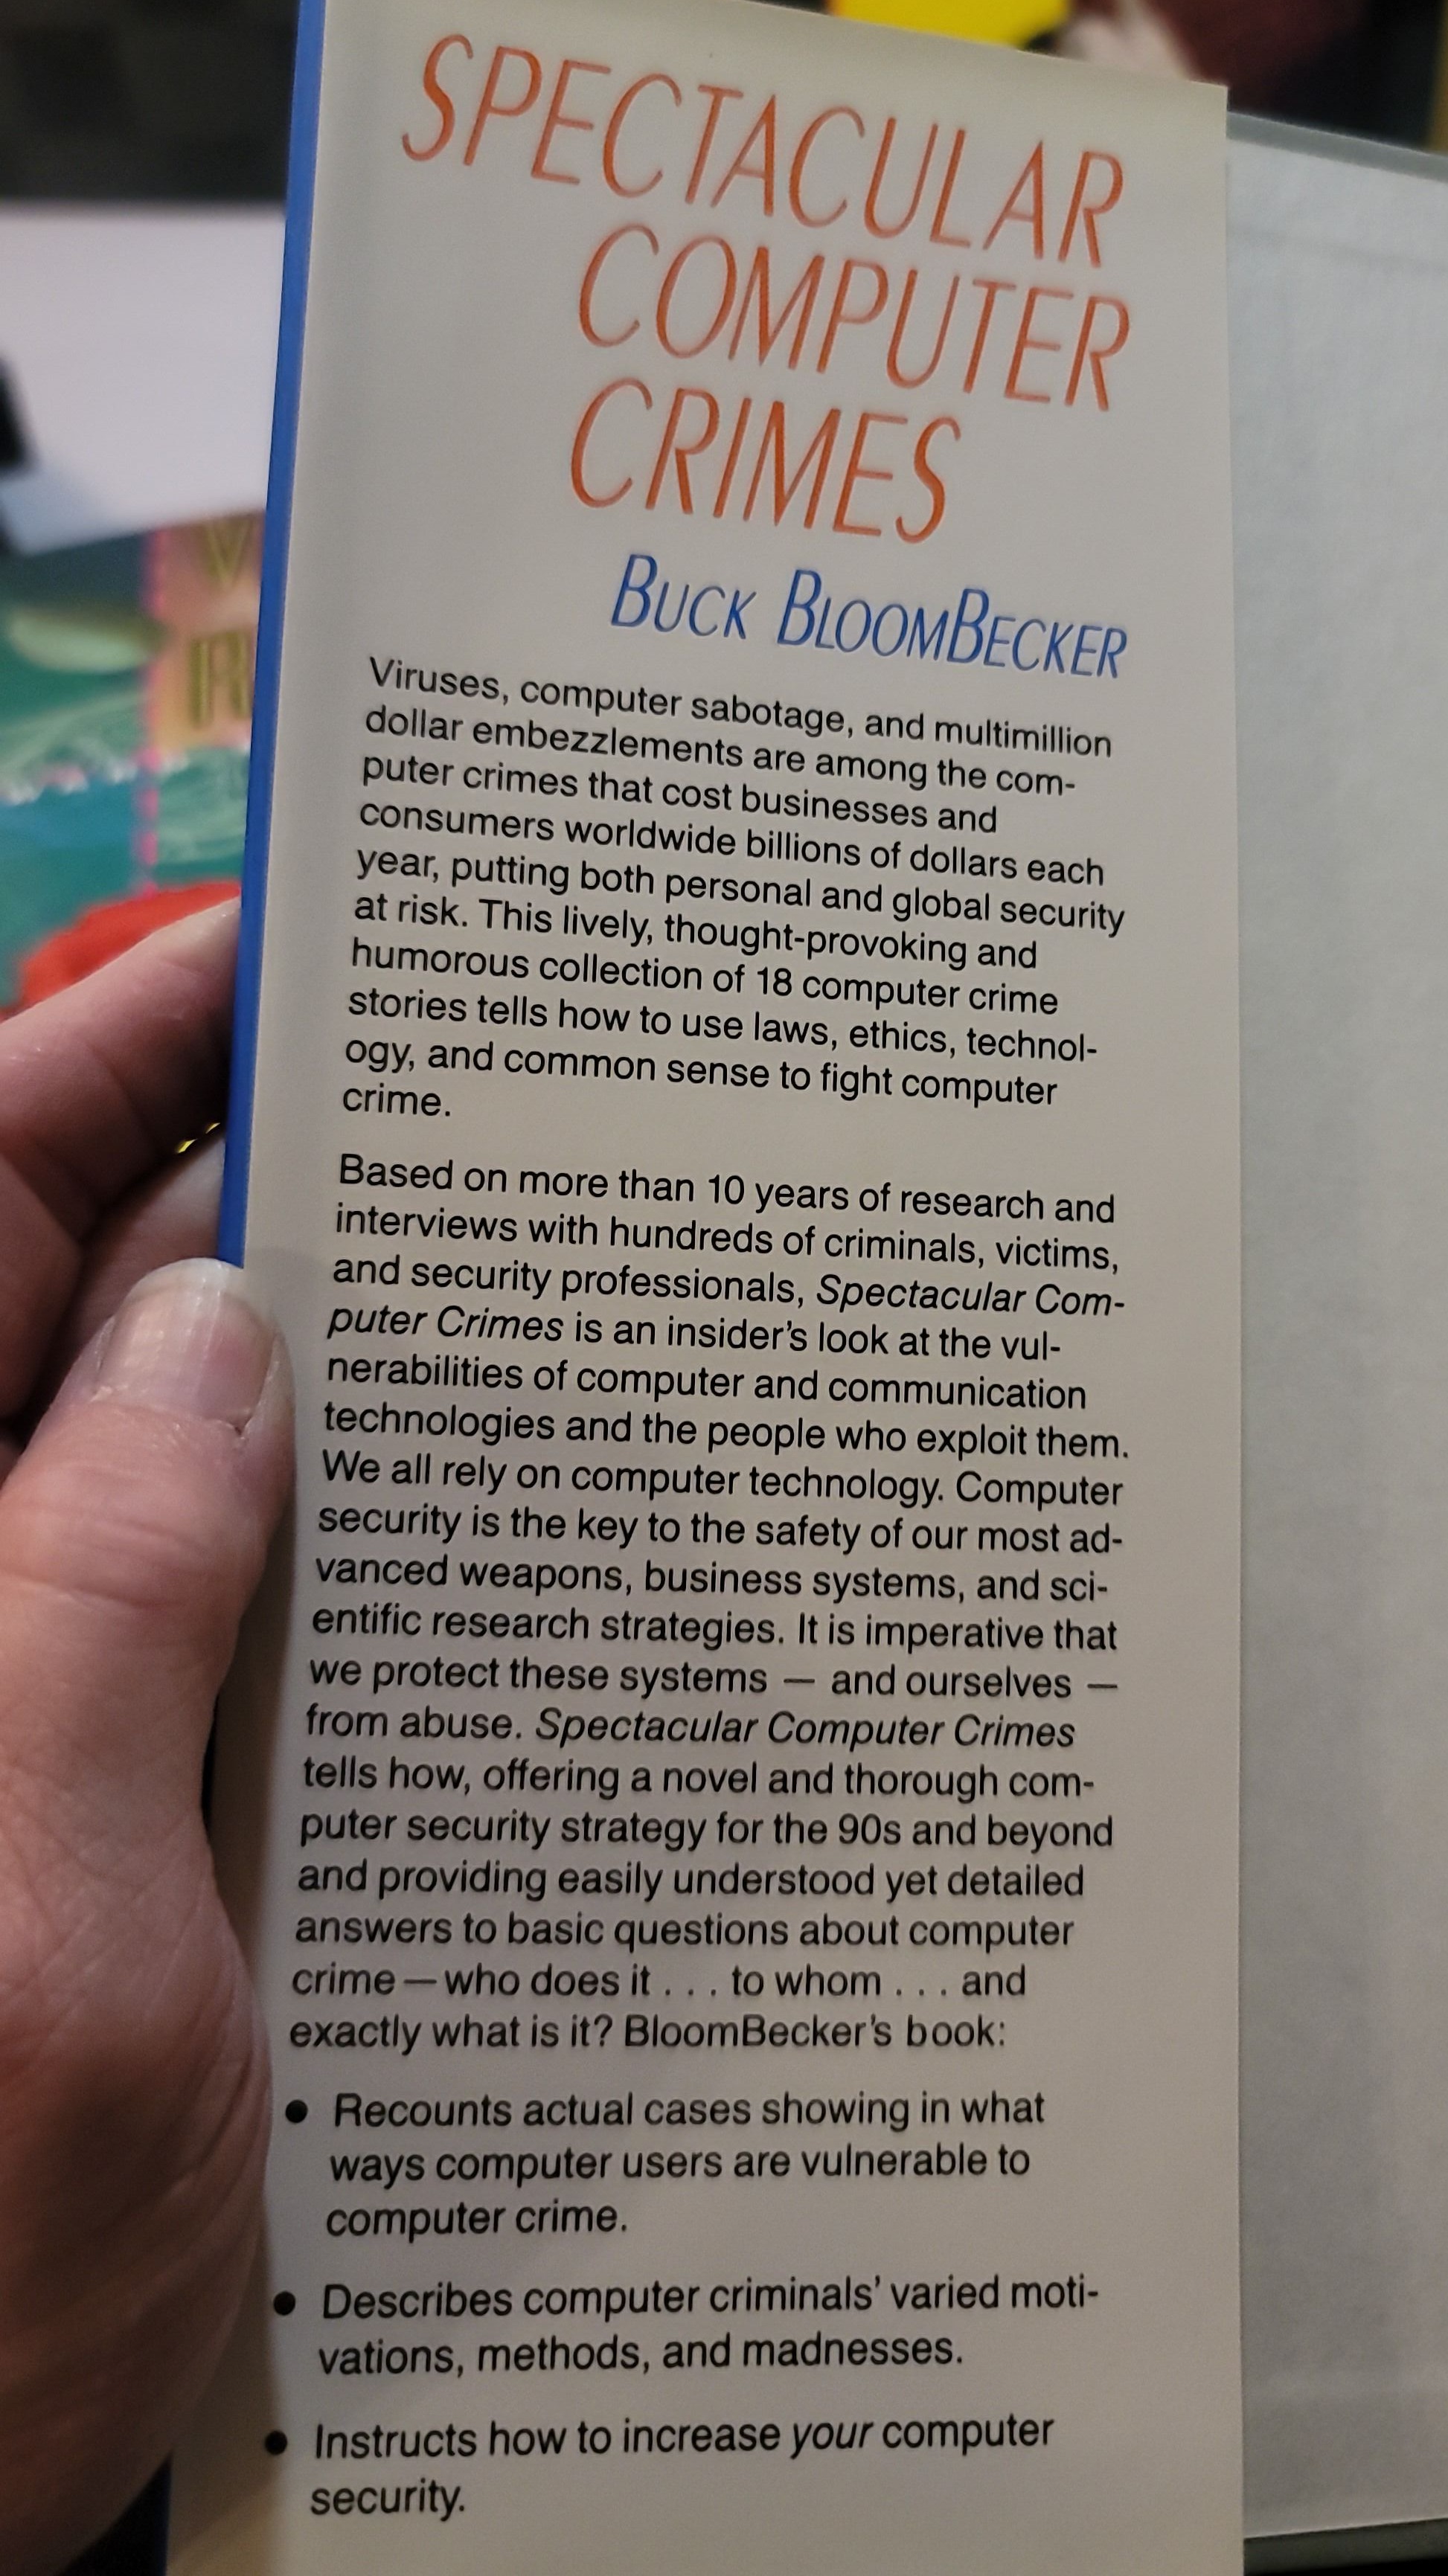 SPECTACULAR
COMPUTER
CRIMES
BUCK BLOOMBECKER
Viruses, computer sabotage, and multimillion
dollar embezzlements are among the com-
puter crimes that cost businesses and
consumers worldwide billions of dollars each
year, putting both personal and global security
at risk. This lively, thought-provoking and
humorous collection of 18 computer crime
stories tells how to use laws, ethics, technol-
ogy, and common sense to fight computer
crime.
Based on more than 10 years of research and
interviews with hundreds of criminals, victims,
and security professionals, Spectacular Com-
puter Crimes is an insider's look at the vul-
nerabilities of computer and communication
technologies and the people who exploit them.
We all rely on computer technology. Computer
security is the key to the safety of our most ad-
vanced weapons, business systems, and sci-
entific research strategies. It is imperative that
we protect these systems — and ourselves —
from abuse. Spectacular Computer Crimes
tells how, offering a novel and thorough com-
puter security strategy for the 90s and beyond
and providing easily understood yet detailed
answers to basic questions about computer
crime — who does it . . . to whom . . . and
exactly what is it? BloomBecker's book:
● Recounts actual cases showing in what
ways computer users are vulnerable to
computer crime.
● Describes computer criminals' varied moti-
vations, methods, and madnesses.
● Instructs how to increase your computer
security.